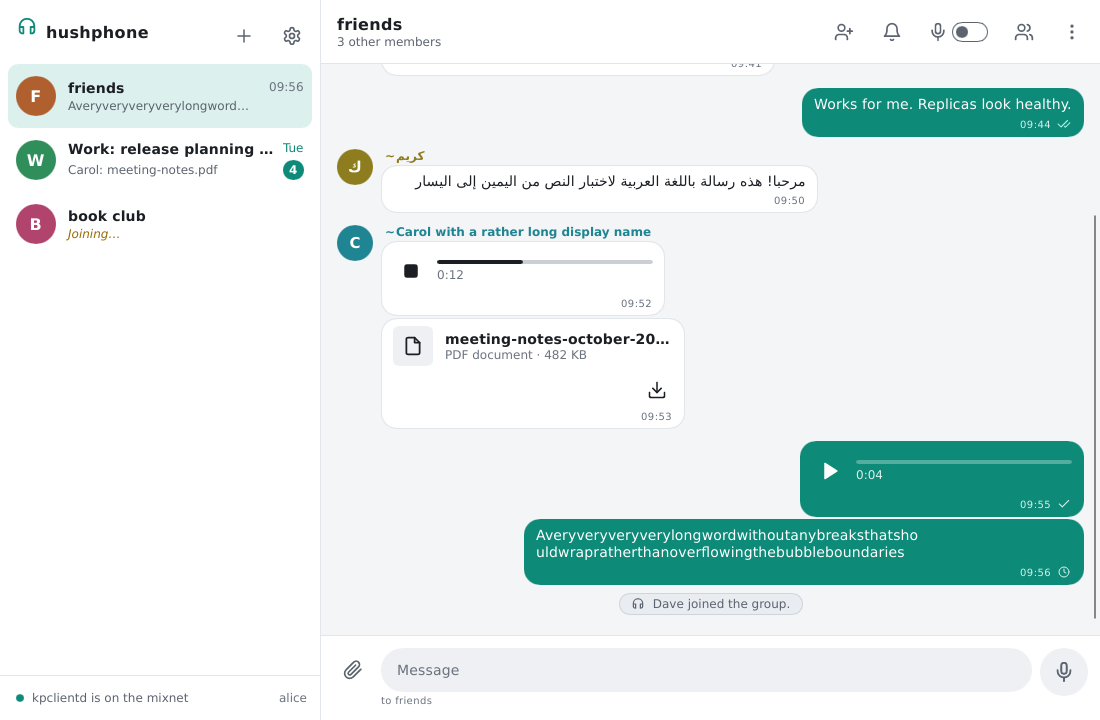 hushphone
F
friends
09:56
Averyveryveryverylongword…
W
Work: release planning …
Tue
Carol: meeting-notes.pdf
4
B
book club
Joining…
kpclientd is on the mixnet
alice
friends
3 other members
09:41
Works for me. Replicas look healthy.
09:44
~كريم
ك
مرحبا! هذه رسالة باللغة العربية لاختبار النص من اليمين إلى اليسار
09:50
~Carol with a rather long display name
C
0:12
09:52
meeting-notes-october-20…
PDF document · 482 KB
09:53
0:04
09:55
Averyveryveryverylongwordwithoutanybreaksthatsho
uldwrapratherthanoverflowingthebubbleboundaries
09:56
Dave joined the group.
Message
to friends